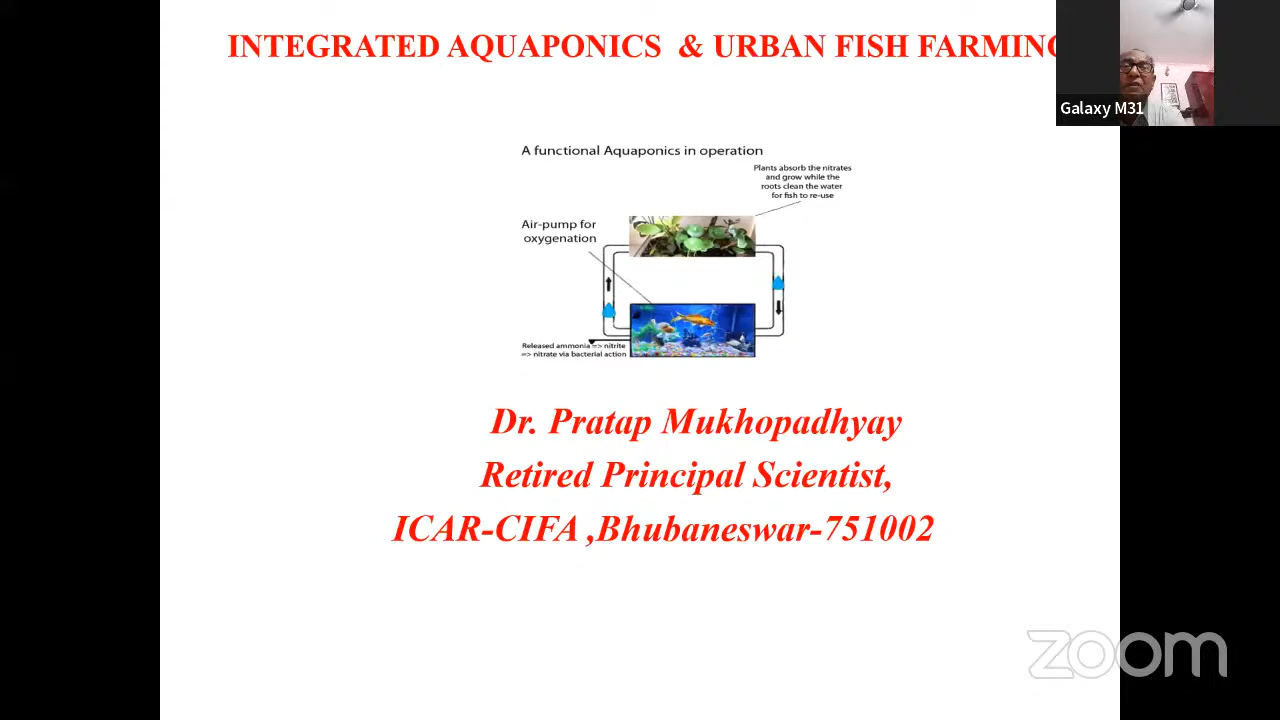 INTEGRATED AQUAPONICS & URBAN FISH FARMING
Galaxy M31
A functional Aquaponics in operation
Plants absorb the nitrates
and grow while the
roots clean the water
for fish to re-use
Air-pump for
oxygenation
Released ammonia => nitrite
=> nitrate via bacterial action
Dr. Pratap Mukhopadhyay
Retired Principal Scientist,
ICAR-CIFA ,Bhubaneswar-751002
zoom